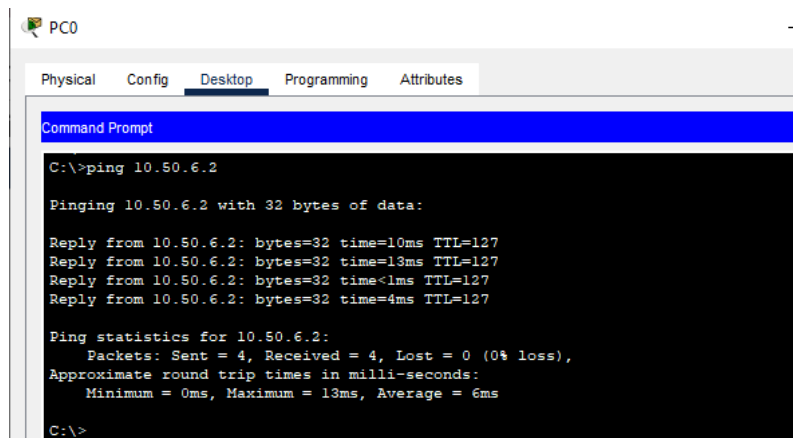 PC0
Physical Config Desktop Programming Attributes
Command Prompt
C:\>ping 10.50.6.2
Pinging 10.50.6.2 with 32 bytes of data:
Reply from 10.50.6.2: bytes=32 time=10ms TTL=127
Reply from 10.50.6.2: bytes=32 time=13ms TTL=127
Reply from 10.50.6.2: bytes=32 time<1ms TTL=127
Reply from 10.50.6.2: bytes=32 time=4ms TTL=127
Ping statistics for 10.50.6.2:
Packets: Sent = 4, Received = 4, Lost = 0 (0% loss),
Approximate round trip times in milli-seconds:
Minimum = 0ms, Maximum = 13ms, Average = 6ms
C:\>